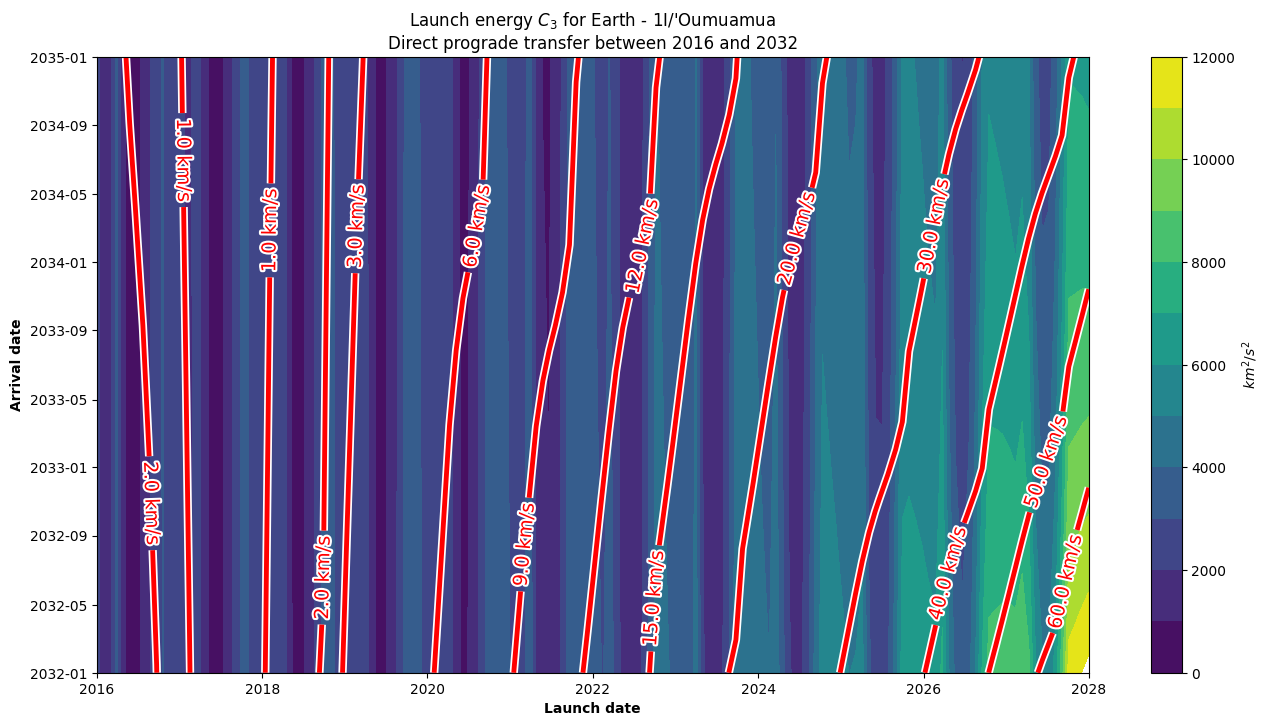 Launch energy C₃ for Earth - 1I/'Oumuamua
Direct prograde transfer between 2016 and 2032
2035-01
2034-09
2034-05
2034-01
2033-09
2033-05
2033-01
2032-09
2032-05
2032-01
Arrival date
2016
2018
2020
2022
2024
2026
2028
Launch date
2.0 km/s
1.0 km/s
1.0 km/s
2.0 km/s
3.0 km/s
6.0 km/s
9.0 km/s
12.0 km/s
15.0 km/s
20.0 km/s
30.0 km/s
40.0 km/s
50.0 km/s
60.0 km/s
12000
10000
8000
6000
4000
2000
0
km²/s²